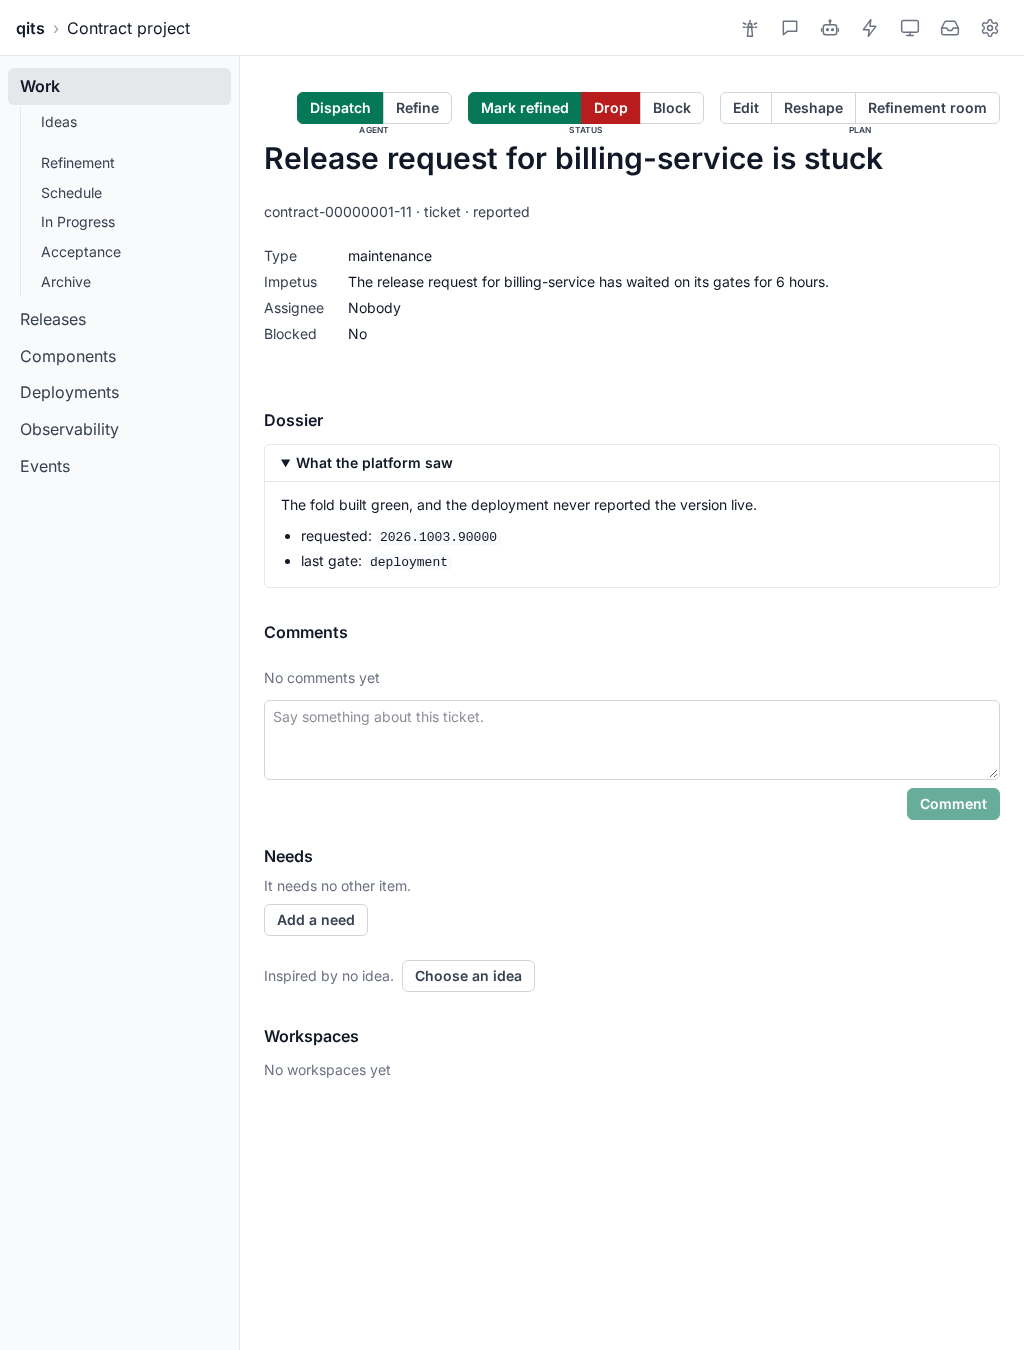 qits › Contract project
Work
Ideas
Refinement
Schedule
In Progress
Acceptance
Archive
Releases
Components
Deployments
Observability
Events
Dispatch Refine Mark refined Drop Block Edit Reshape Refinement room
AGENT STATUS PLAN
Release request for billing-service is stuck
contract-00000001-11 · ticket · reported
Type maintenance
Impetus The release request for billing-service has waited on its gates for 6 hours.
Assignee Nobody
Blocked No
Dossier
▼ What the platform saw
The fold built green, and the deployment never reported the version live.
• requested: 2026.1003.90000
• last gate: deployment
Comments
No comments yet
Say something about this ticket.
Comment
Needs
It needs no other item.
Add a need
Inspired by no idea. Choose an idea
Workspaces
No workspaces yet